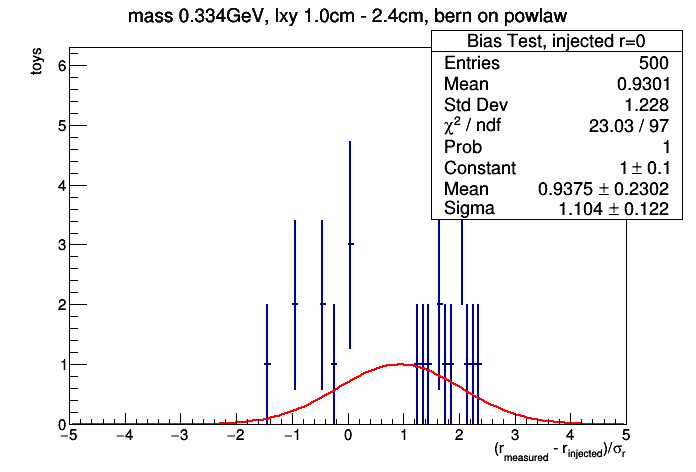 mass 0.334GeV, lxy 1.0cm - 2.4cm, bern on powlaw
Bias Test, injected r=0
Entries 500
Mean 0.9301
Std Dev 1.228
χ² / ndf 23.03 / 97
Prob 1
Constant 1 ± 0.1
Mean 0.9375 ± 0.2302
Sigma 1.104 ± 0.122
toys
6
5
4
3
2
1
0
−5 −4 −3 −2 −1 0 1 2 3 4 5
(r_measured - r_injected)/σ_r